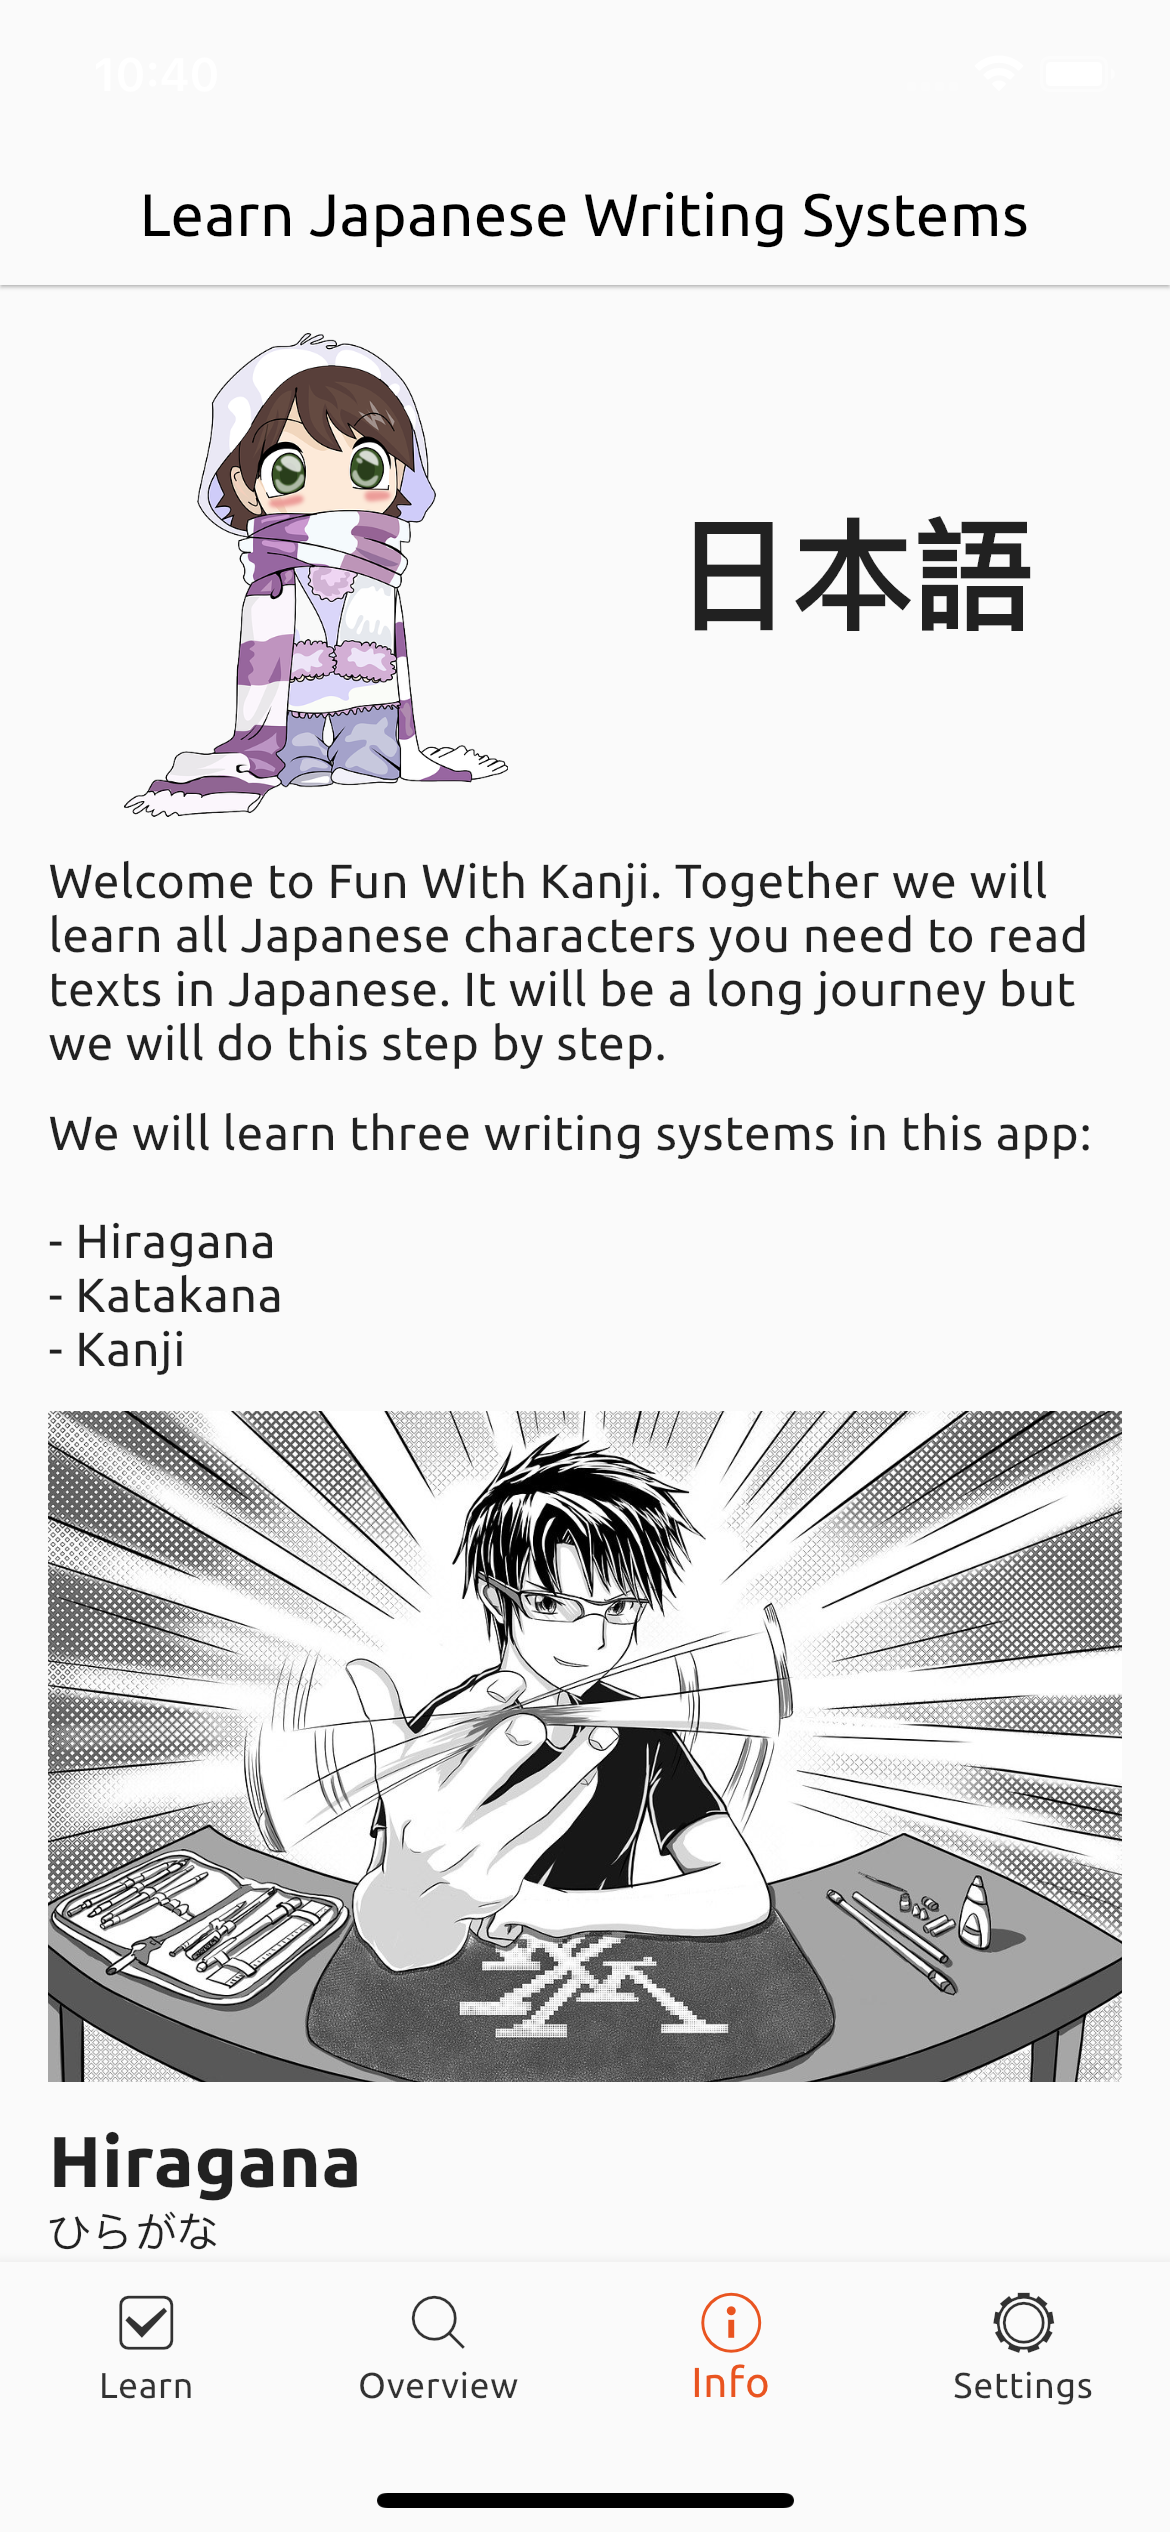 10:40
Learn Japanese Writing Systems
日本語
Welcome to Fun With Kanji. Together we will
learn all Japanese characters you need to read
texts in Japanese. It will be a long journey but
we will do this step by step.
We will learn three writing systems in this app:
- Hiragana
- Katakana
- Kanji
Hiragana
ひらがな
Learn
Overview
Info
Settings